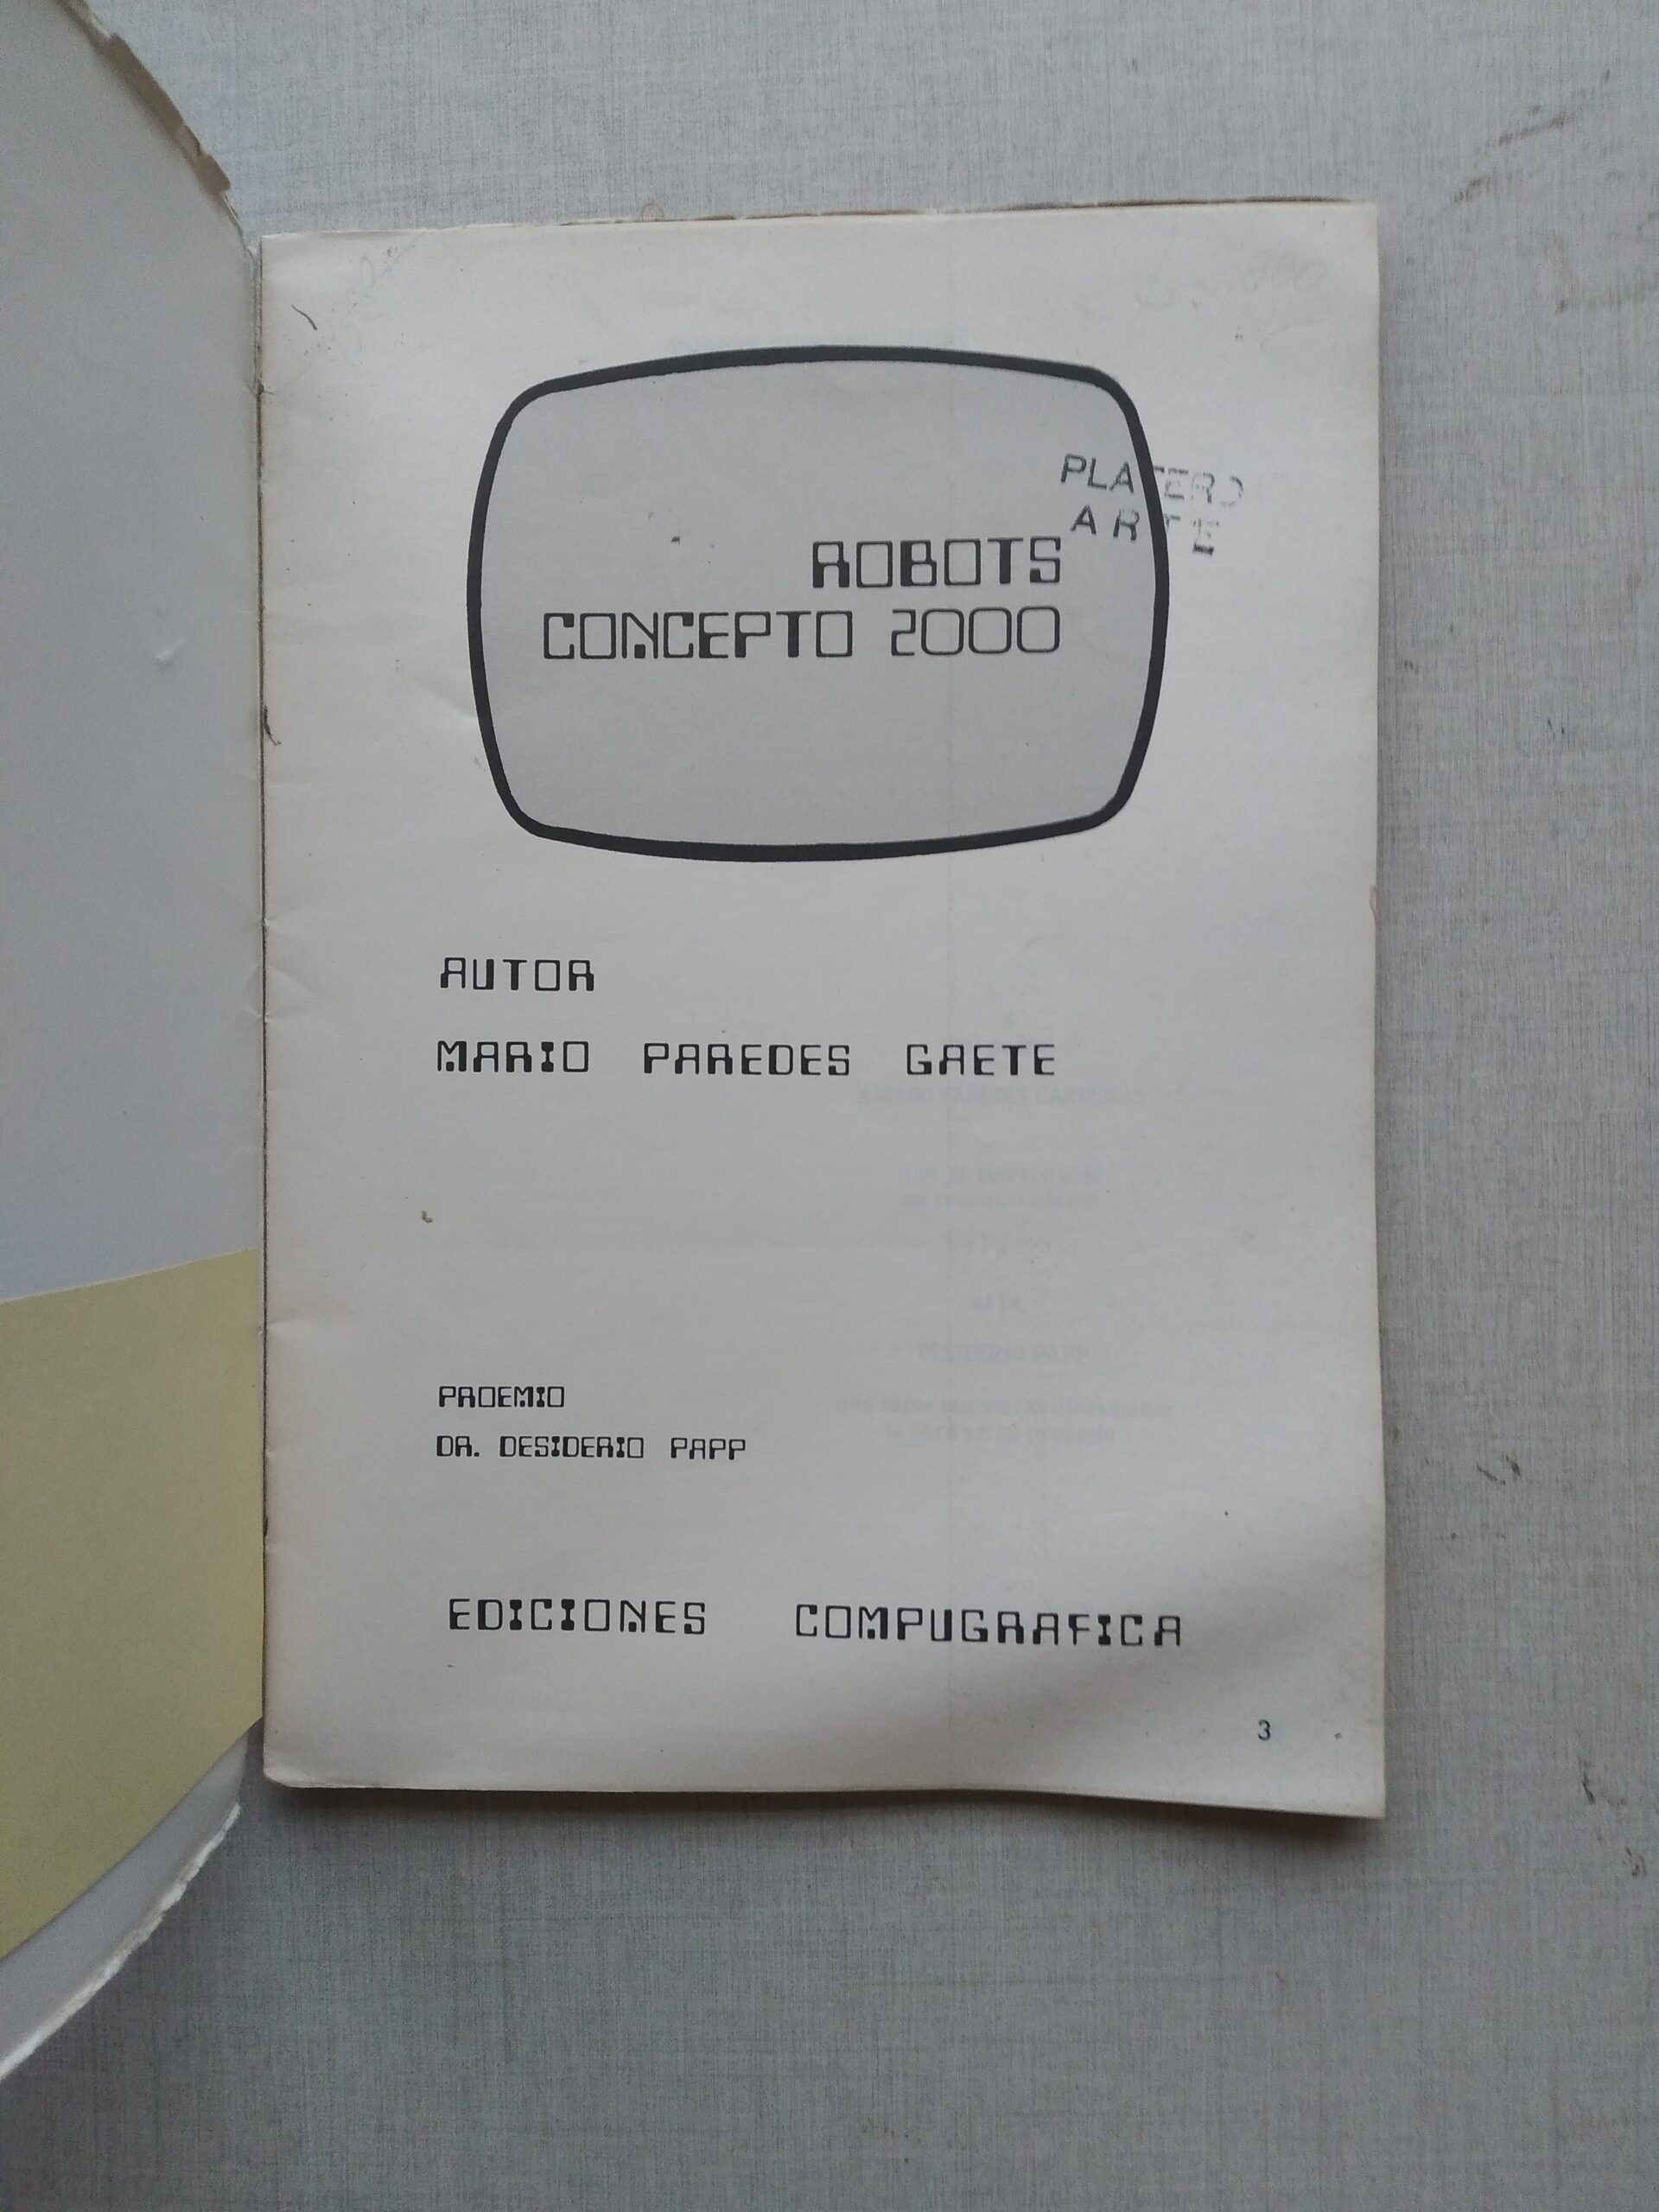 PLATERO
ARTE
ROBOTS
CONCEPTO 2000
AUTOR
MARIO PAREDES GAETE
PROEMIO
DR. DESIDERIO PAPP
EDICIONES COMPUGRAFICA
3